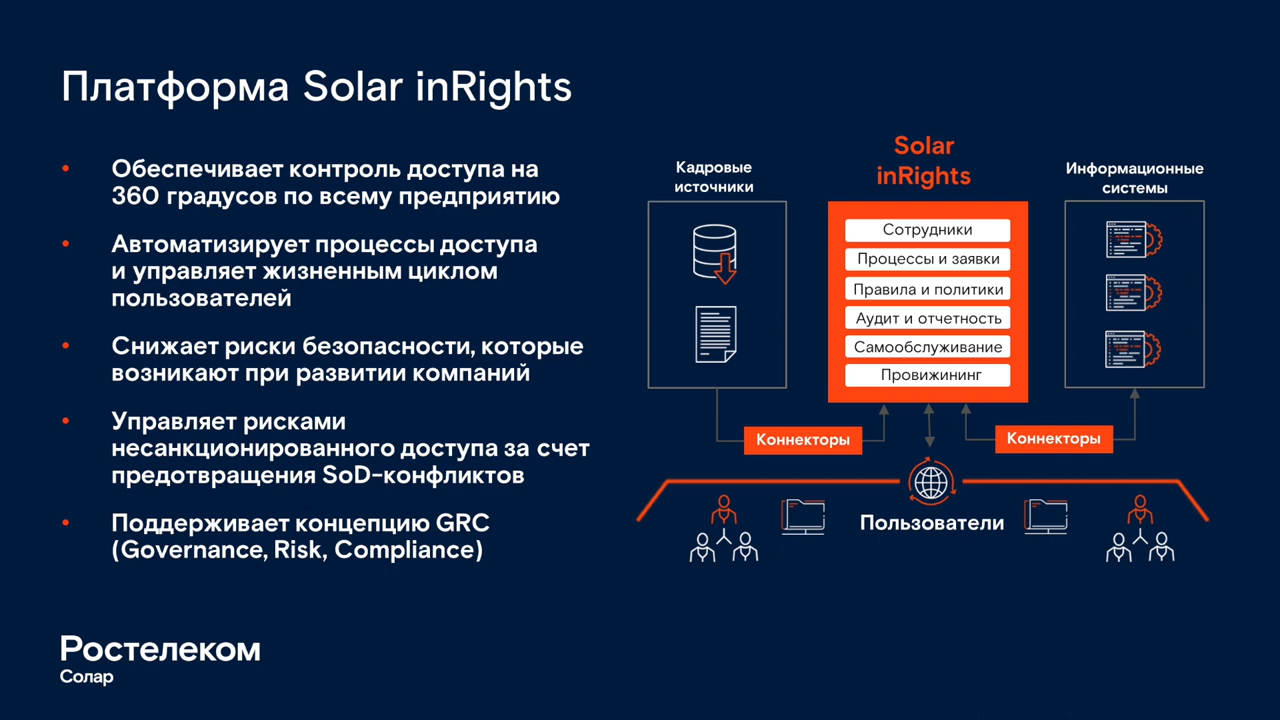 Платформа Solar inRights
Обеспечивает контроль доступа на
360 градусов по всему предприятию
Автоматизирует процессы доступа
и управляет жизненным циклом
пользователей
Снижает риски безопасности, которые
возникают при развитии компаний
Управляет рисками
несанкционированного доступа за счет
предотвращения SoD-конфликтов
Поддерживает концепцию GRC
(Governance, Risk, Compliance)
Кадровые
источники
Solar
inRights
Сотрудники
Процессы и заявки
Правила и политики
Аудит и отчетность
Самообслуживание
Провижининг
Информационные
системы
Коннекторы
Коннекторы
Пользователи
Ростелеком
Солар